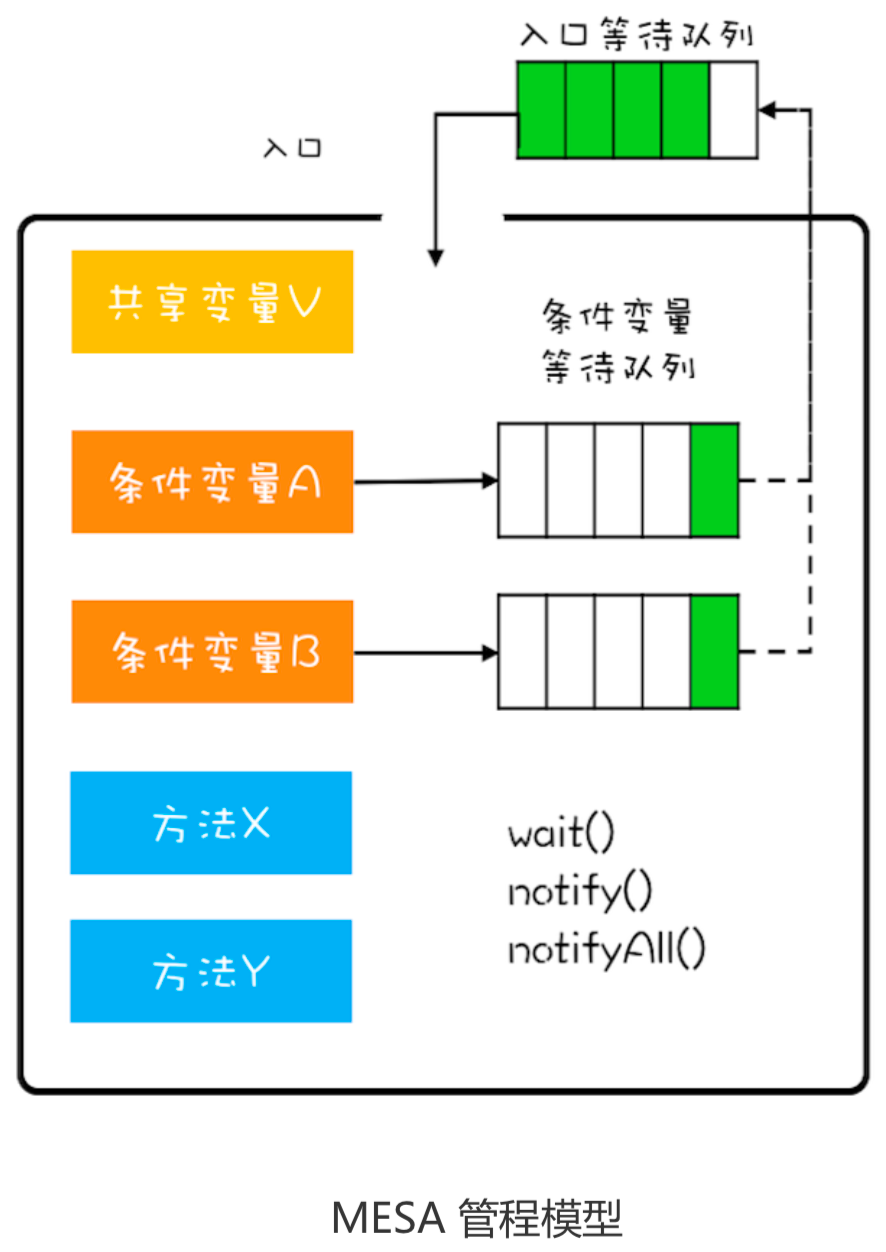 入口等待队列
入口
共享变量V
条件变量
等待队列
条件变量A
条件变量B
方法X
wait()
notify()
notifyAll()
方法Y
MESA 管程模型